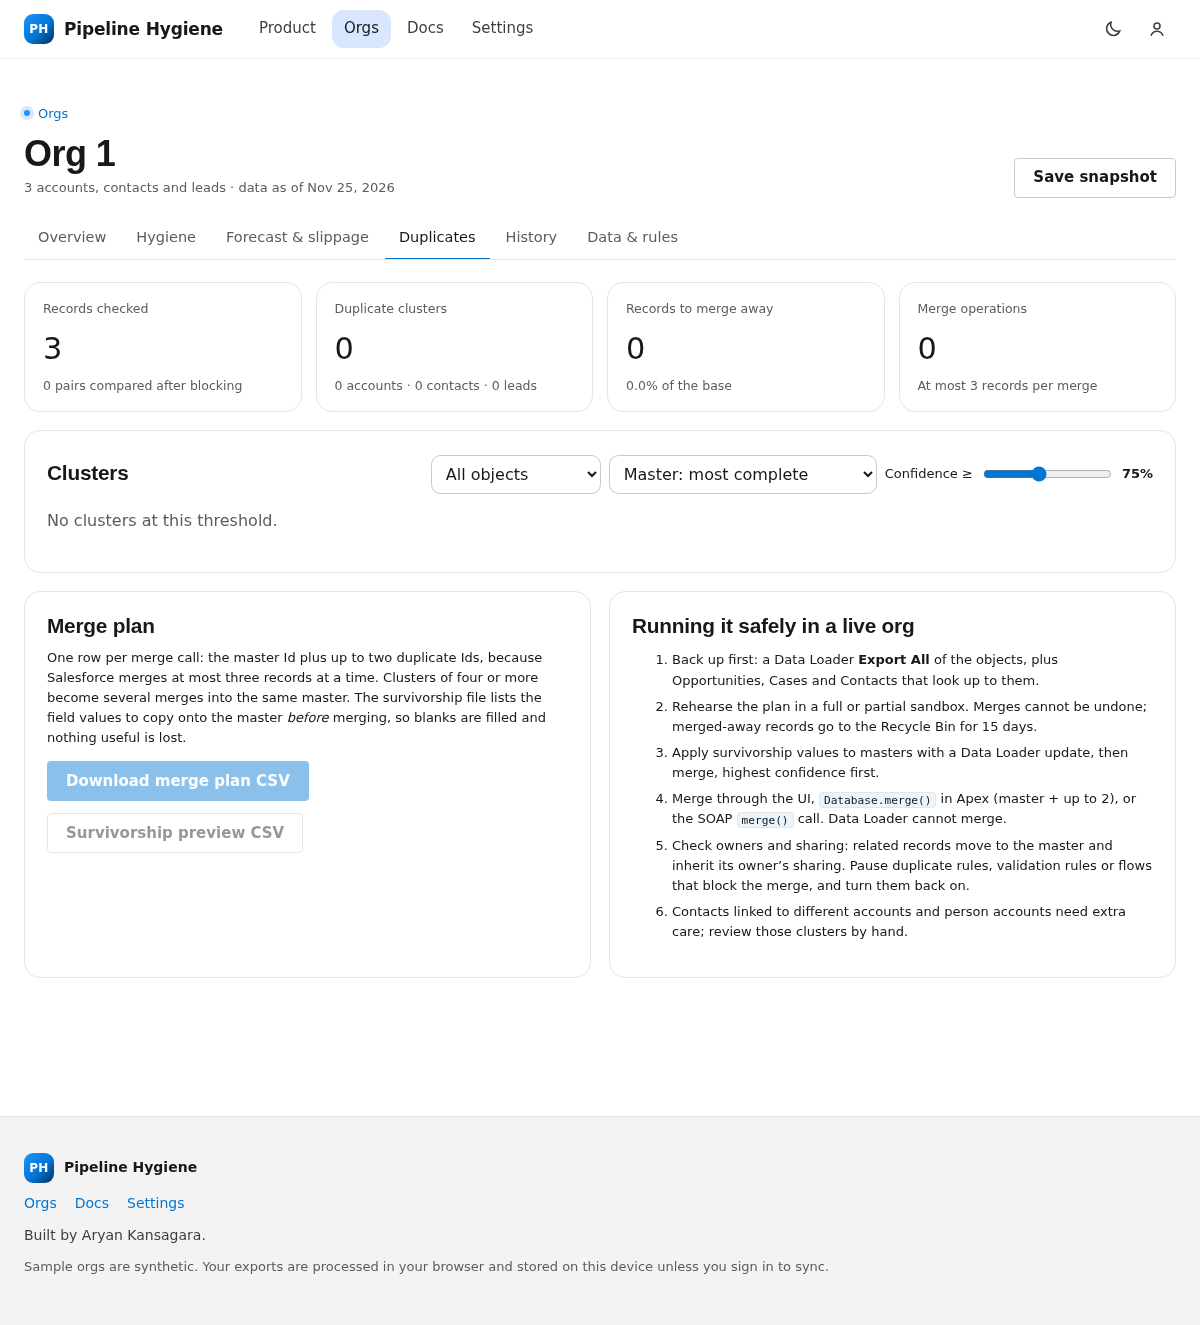 PH Pipeline Hygiene Product Orgs Docs Settings
Orgs
Org 1
3 accounts, contacts and leads · data as of Nov 25, 2026
Save snapshot
Overview Hygiene Forecast & slippage Duplicates History Data & rules
Records checked
3
0 pairs compared after blocking
Duplicate clusters
0
0 accounts · 0 contacts · 0 leads
Records to merge away
0
0.0% of the base
Merge operations
0
At most 3 records per merge
Clusters
All objects
Master: most complete
Confidence ≥ 75%
No clusters at this threshold.
Merge plan
One row per merge call: the master Id plus up to two duplicate Ids, because
Salesforce merges at most three records at a time. Clusters of four or more
become several merges into the same master. The survivorship file lists the
field values to copy onto the master before merging, so blanks are filled and
nothing useful is lost.
Download merge plan CSV
Survivorship preview CSV
Running it safely in a live org
1. Back up first: a Data Loader Export All of the objects, plus
Opportunities, Cases and Contacts that look up to them.
2. Rehearse the plan in a full or partial sandbox. Merges cannot be undone;
merged-away records go to the Recycle Bin for 15 days.
3. Apply survivorship values to masters with a Data Loader update, then
merge, highest confidence first.
4. Merge through the UI, Database.merge() in Apex (master + up to 2), or
the SOAP merge() call. Data Loader cannot merge.
5. Check owners and sharing: related records move to the master and
inherit its owner’s sharing. Pause duplicate rules, validation rules or flows
that block the merge, and turn them back on.
6. Contacts linked to different accounts and person accounts need extra
care; review those clusters by hand.
PH Pipeline Hygiene
Orgs Docs Settings
Built by Aryan Kansagara.
Sample orgs are synthetic. Your exports are processed in your browser and stored on this device unless you sign in to sync.